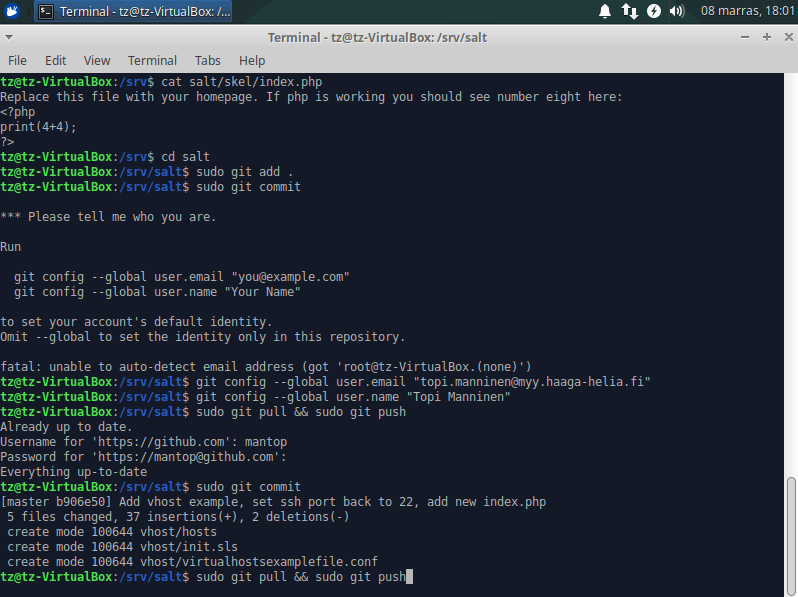 Terminal - tz@tz-VirtualBox: /...
08 marras, 18:01
Terminal - tz@tz-VirtualBox: /srv/salt
File Edit View Terminal Tabs Help
tz@tz-VirtualBox:/srv$ cat salt/skel/index.php
Replace this file with your homepage. If php is working you should see number eight here:
<?php
print(4+4);
?>
tz@tz-VirtualBox:/srv$ cd salt
tz@tz-VirtualBox:/srv/salt$ sudo git add .
tz@tz-VirtualBox:/srv/salt$ sudo git commit
*** Please tell me who you are.
Run
git config --global user.email "you@example.com"
git config --global user.name "Your Name"
to set your account's default identity.
Omit --global to set the identity only in this repository.
fatal: unable to auto-detect email address (got 'root@tz-VirtualBox.(none)')
tz@tz-VirtualBox:/srv/salt$ git config --global user.email "topi.manninen@myy.haaga-helia.fi"
tz@tz-VirtualBox:/srv/salt$ git config --global user.name "Topi Manninen"
tz@tz-VirtualBox:/srv/salt$ sudo git pull && sudo git push
Already up to date.
Username for 'https://github.com': mantop
Password for 'https://mantop@github.com':
Everything up-to-date
tz@tz-VirtualBox:/srv/salt$ sudo git commit
[master b906e50] Add vhost example, set ssh port back to 22, add new index.php
5 files changed, 37 insertions(+), 2 deletions(-)
create mode 100644 vhost/hosts
create mode 100644 vhost/init.sls
create mode 100644 vhost/virtualhostsexamplefile.conf
tz@tz-VirtualBox:/srv/salt$ sudo git pull && sudo git push